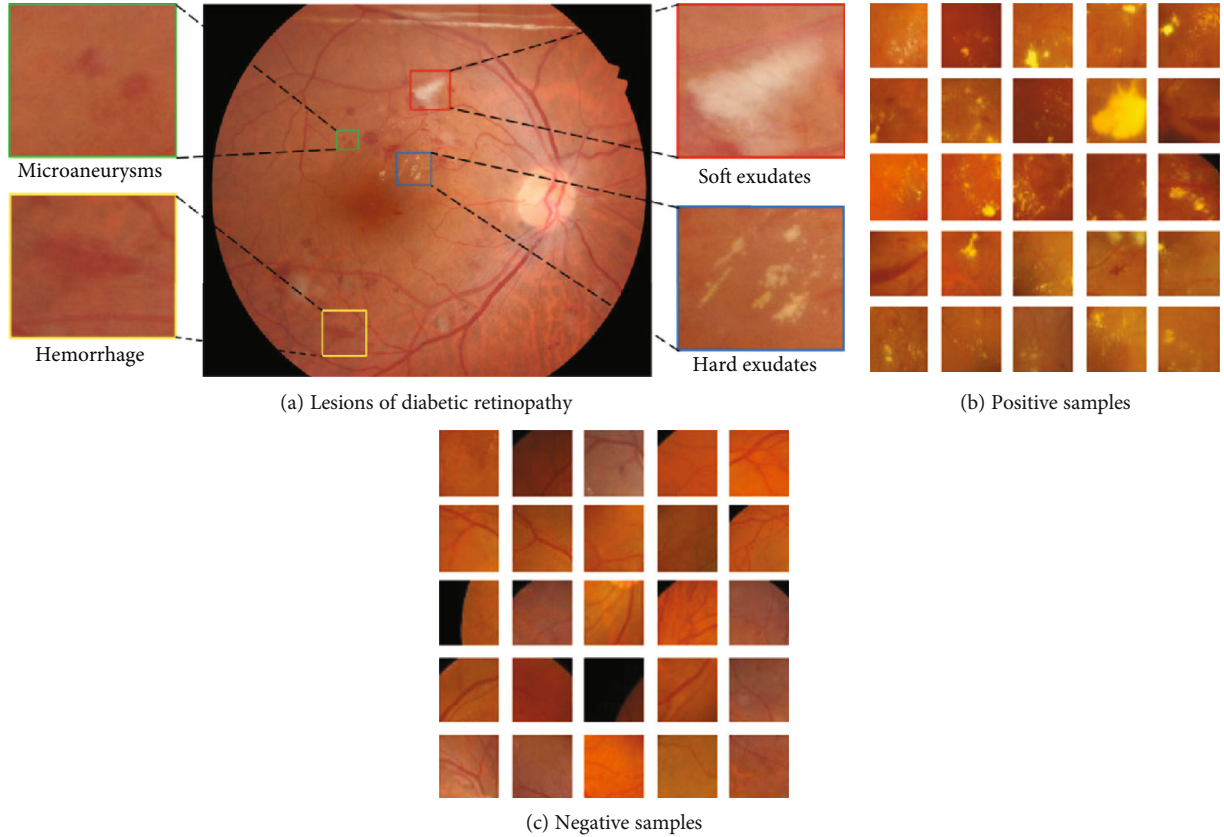 Microaneurysms
Soft exudates
Hemorrhage
Hard exudates
(a) Lesions of diabetic retinopathy
(b) Positive samples
(c) Negative samples